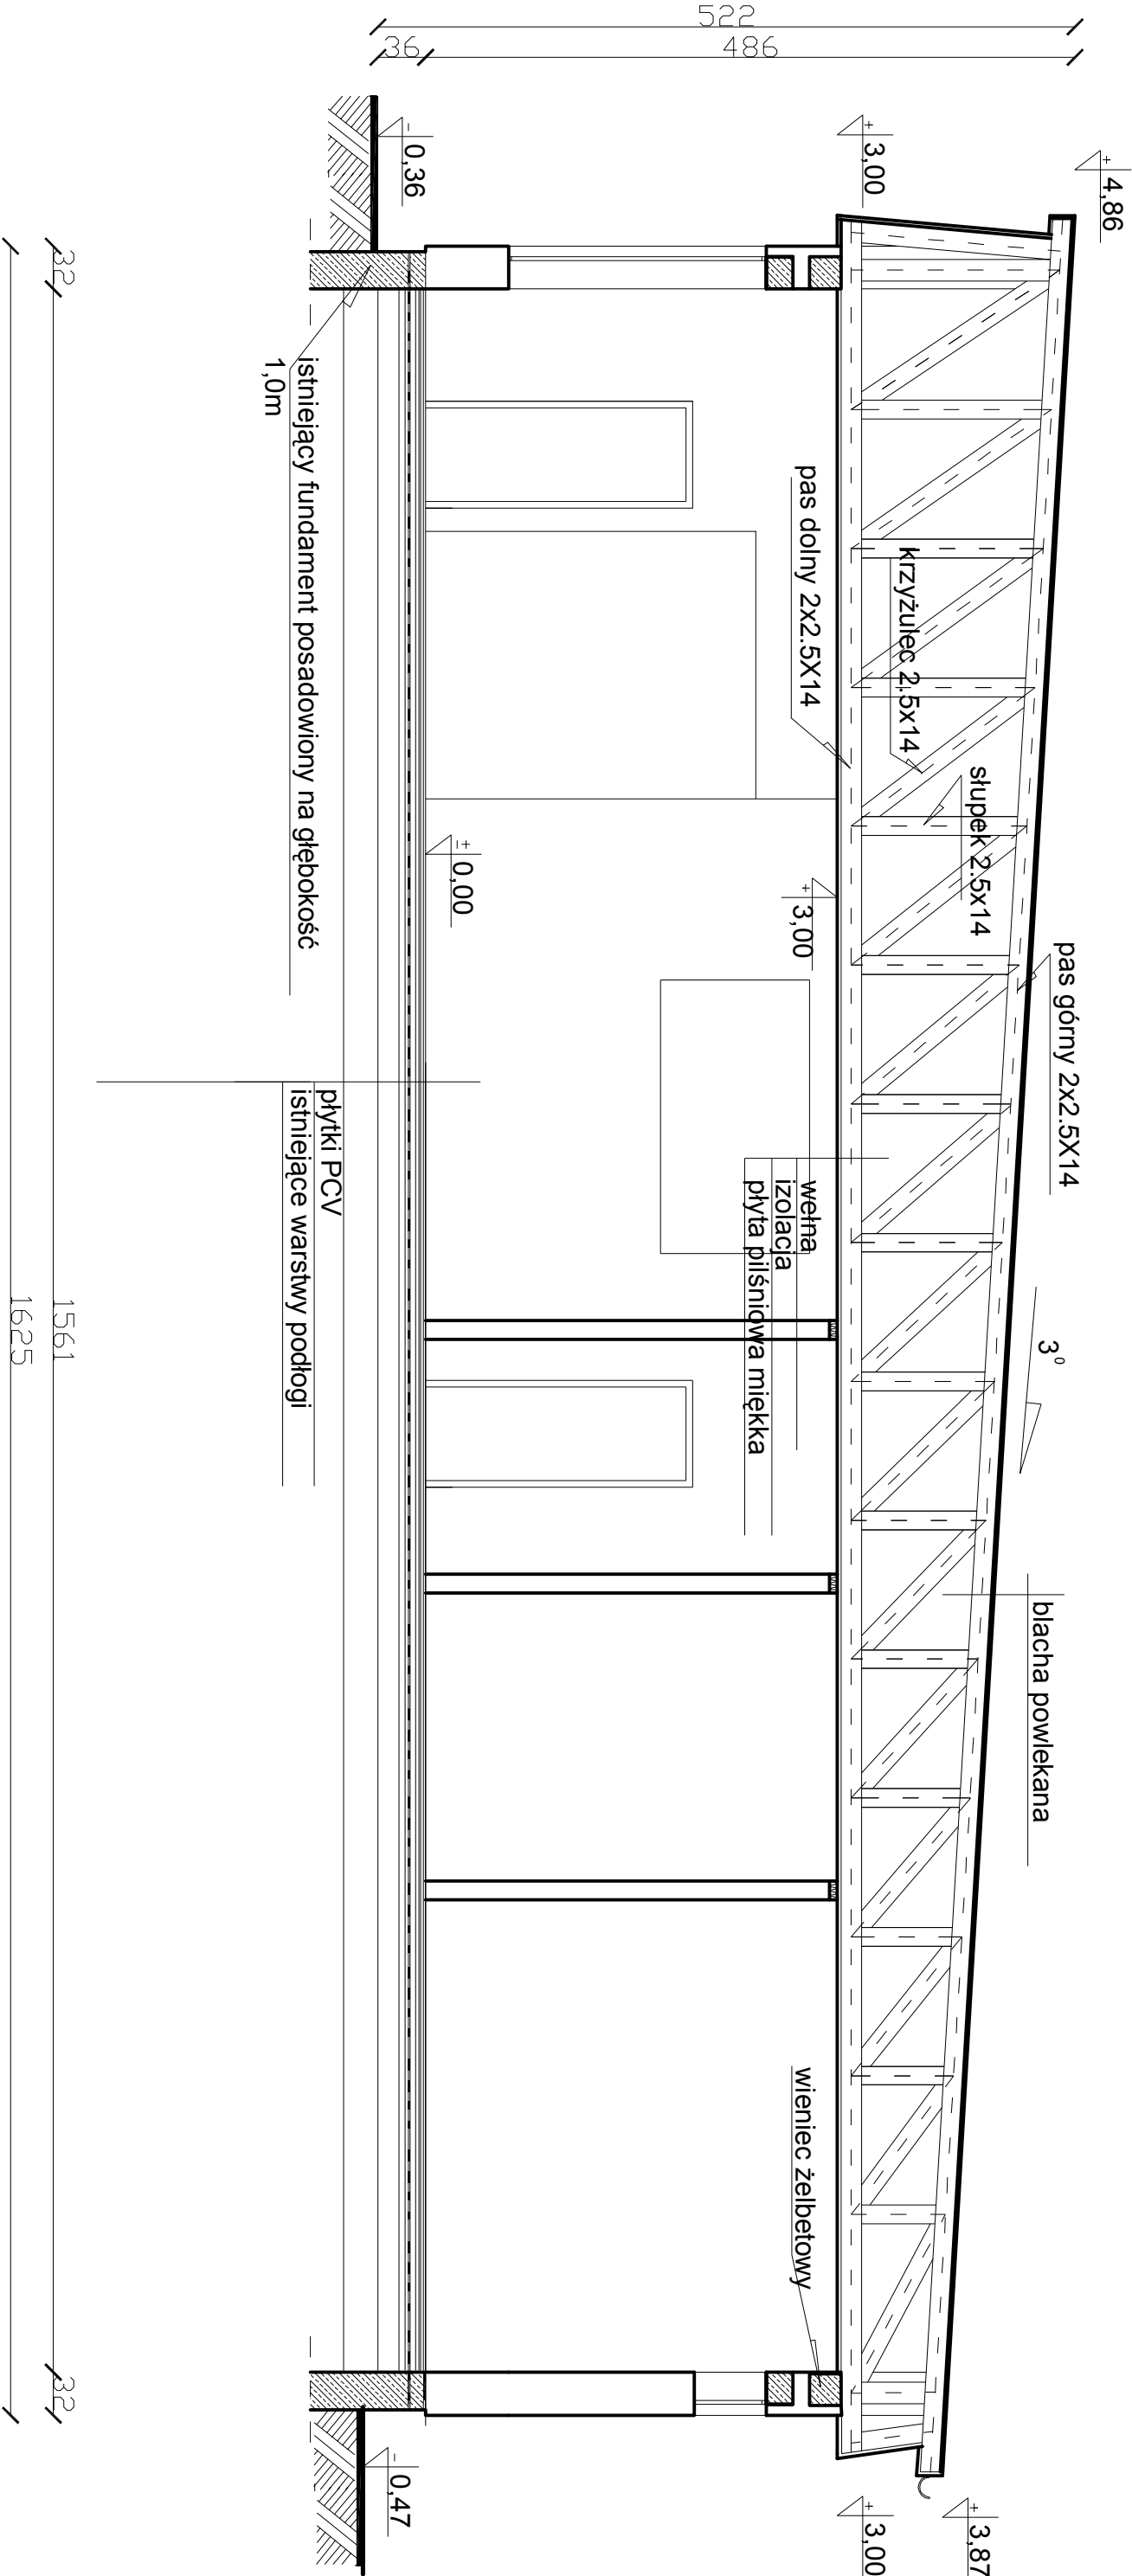 + 4,86
+ 3,00
- 0,36
522
486
36
pas górny 2x2.5X14
słupek 2.5x14
krzyżulec 2.5x14
pas dolny 2x2.5X14
3⁰
blacha powlekana
+ 3,00
± 0,00
wełna
izolacja
płyta pilśniowa miękka
wieniec żelbetowy
+ 3,87
+ 3,00
- 0,47
istniejący fundament posadowiony na głębokość
1,0m
płytki PCV
istniejące warstwy podłogi
32
1561
32
1625